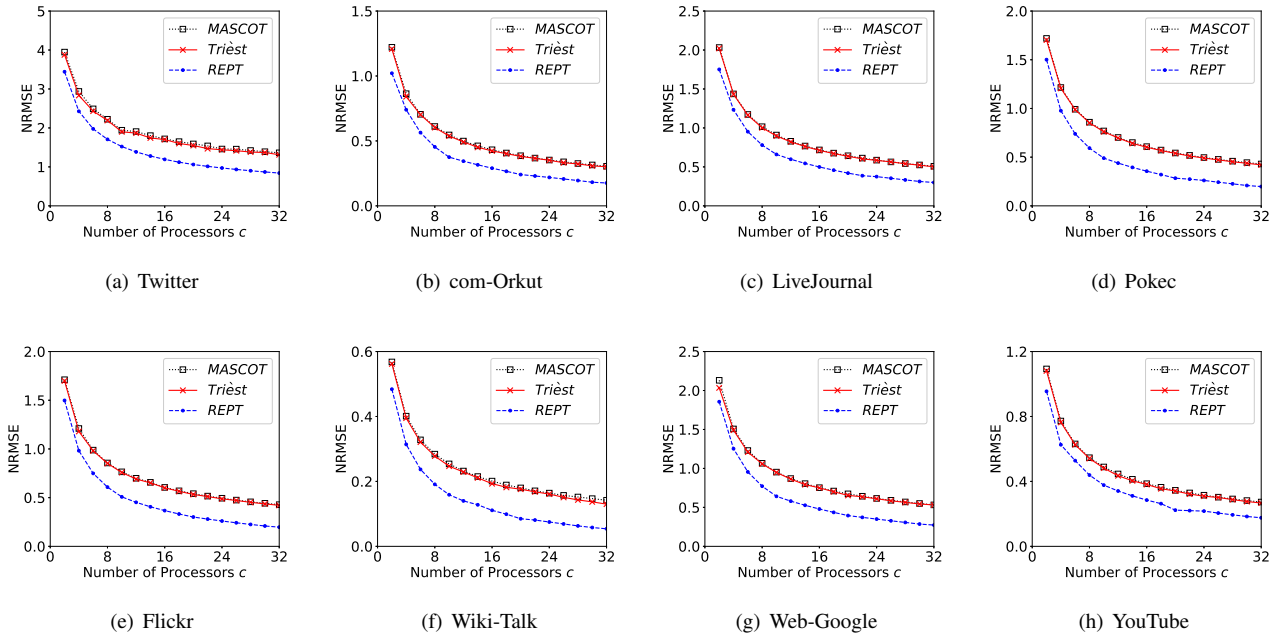 5
4
3
2
1
0
NRMSE
MASCOT
Trièst
REPT
0 8 16 24 32
Number of Processors c
(a) Twitter
1.5
1.0
0.5
0.0
NRMSE
MASCOT
Trièst
REPT
0 8 16 24 32
Number of Processors c
(b) com-Orkut
2.5
2.0
1.5
1.0
0.5
0.0
NRMSE
MASCOT
Trièst
REPT
0 8 16 24 32
Number of Processors c
(c) LiveJournal
2.0
1.5
1.0
0.5
0.0
NRMSE
MASCOT
Trièst
REPT
0 8 16 24 32
Number of Processors c
(d) Pokec
2.0
1.5
1.0
0.5
0.0
NRMSE
MASCOT
Trièst
REPT
0 8 16 24 32
Number of Processors c
(e) Flickr
0.6
0.4
0.2
0.0
NRMSE
MASCOT
Trièst
REPT
0 8 16 24 32
Number of Processors c
(f) Wiki-Talk
2.5
2.0
1.5
1.0
0.5
0.0
NRMSE
MASCOT
Trièst
REPT
0 8 16 24 32
Number of Processors c
(g) Web-Google
1.2
0.8
0.4
0.0
NRMSE
MASCOT
Trièst
REPT
0 8 16 24 32
Number of Processors c
(h) YouTube